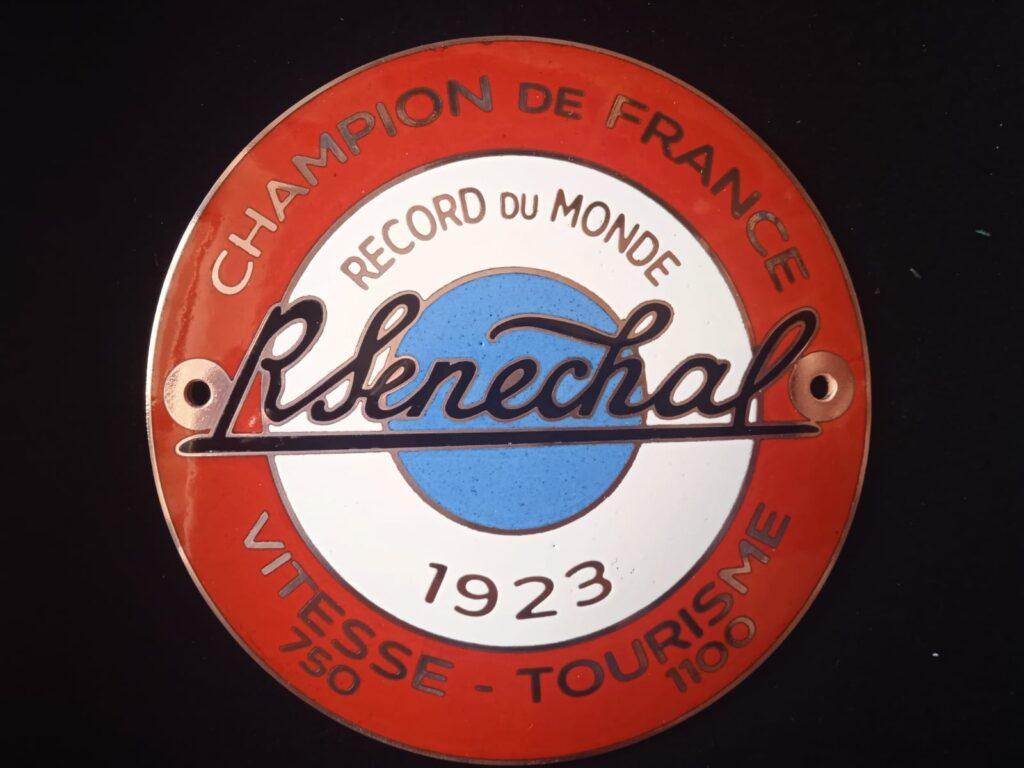 CHAMPION DE FRANCE
RECORD DU MONDE
RSenechal
1923
VITESSE - TOURISME
750 1100